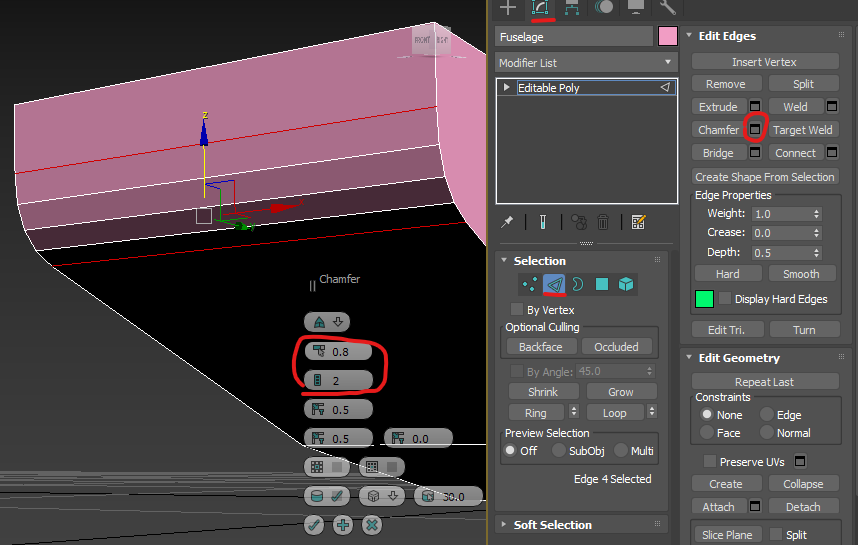 FRONT
RIGHT
z
x
y
Chamfer
0.8
2
0.5
0.5
0.0
30.0
Fuselage
Modifier List
Editable Poly
Selection
By Vertex
Optional Culling
Backface Occluded
By Angle: 45.0
Shrink Grow
Ring Loop
Preview Selection
Off SubObj Multi
Edge 4 Selected
Soft Selection
Edit Edges
Insert Vertex
Remove Split
Extrude Weld
Chamfer Target Weld
Bridge Connect
Create Shape From Selection
Edge Properties
Weight: 1.0
Crease: 0.0
Depth: 0.5
Hard Smooth
Display Hard Edges
Edit Tri. Turn
Edit Geometry
Repeat Last
Constraints
None Edge
Face Normal
Preserve UVs
Create Collapse
Attach Detach
Slice Plane Split